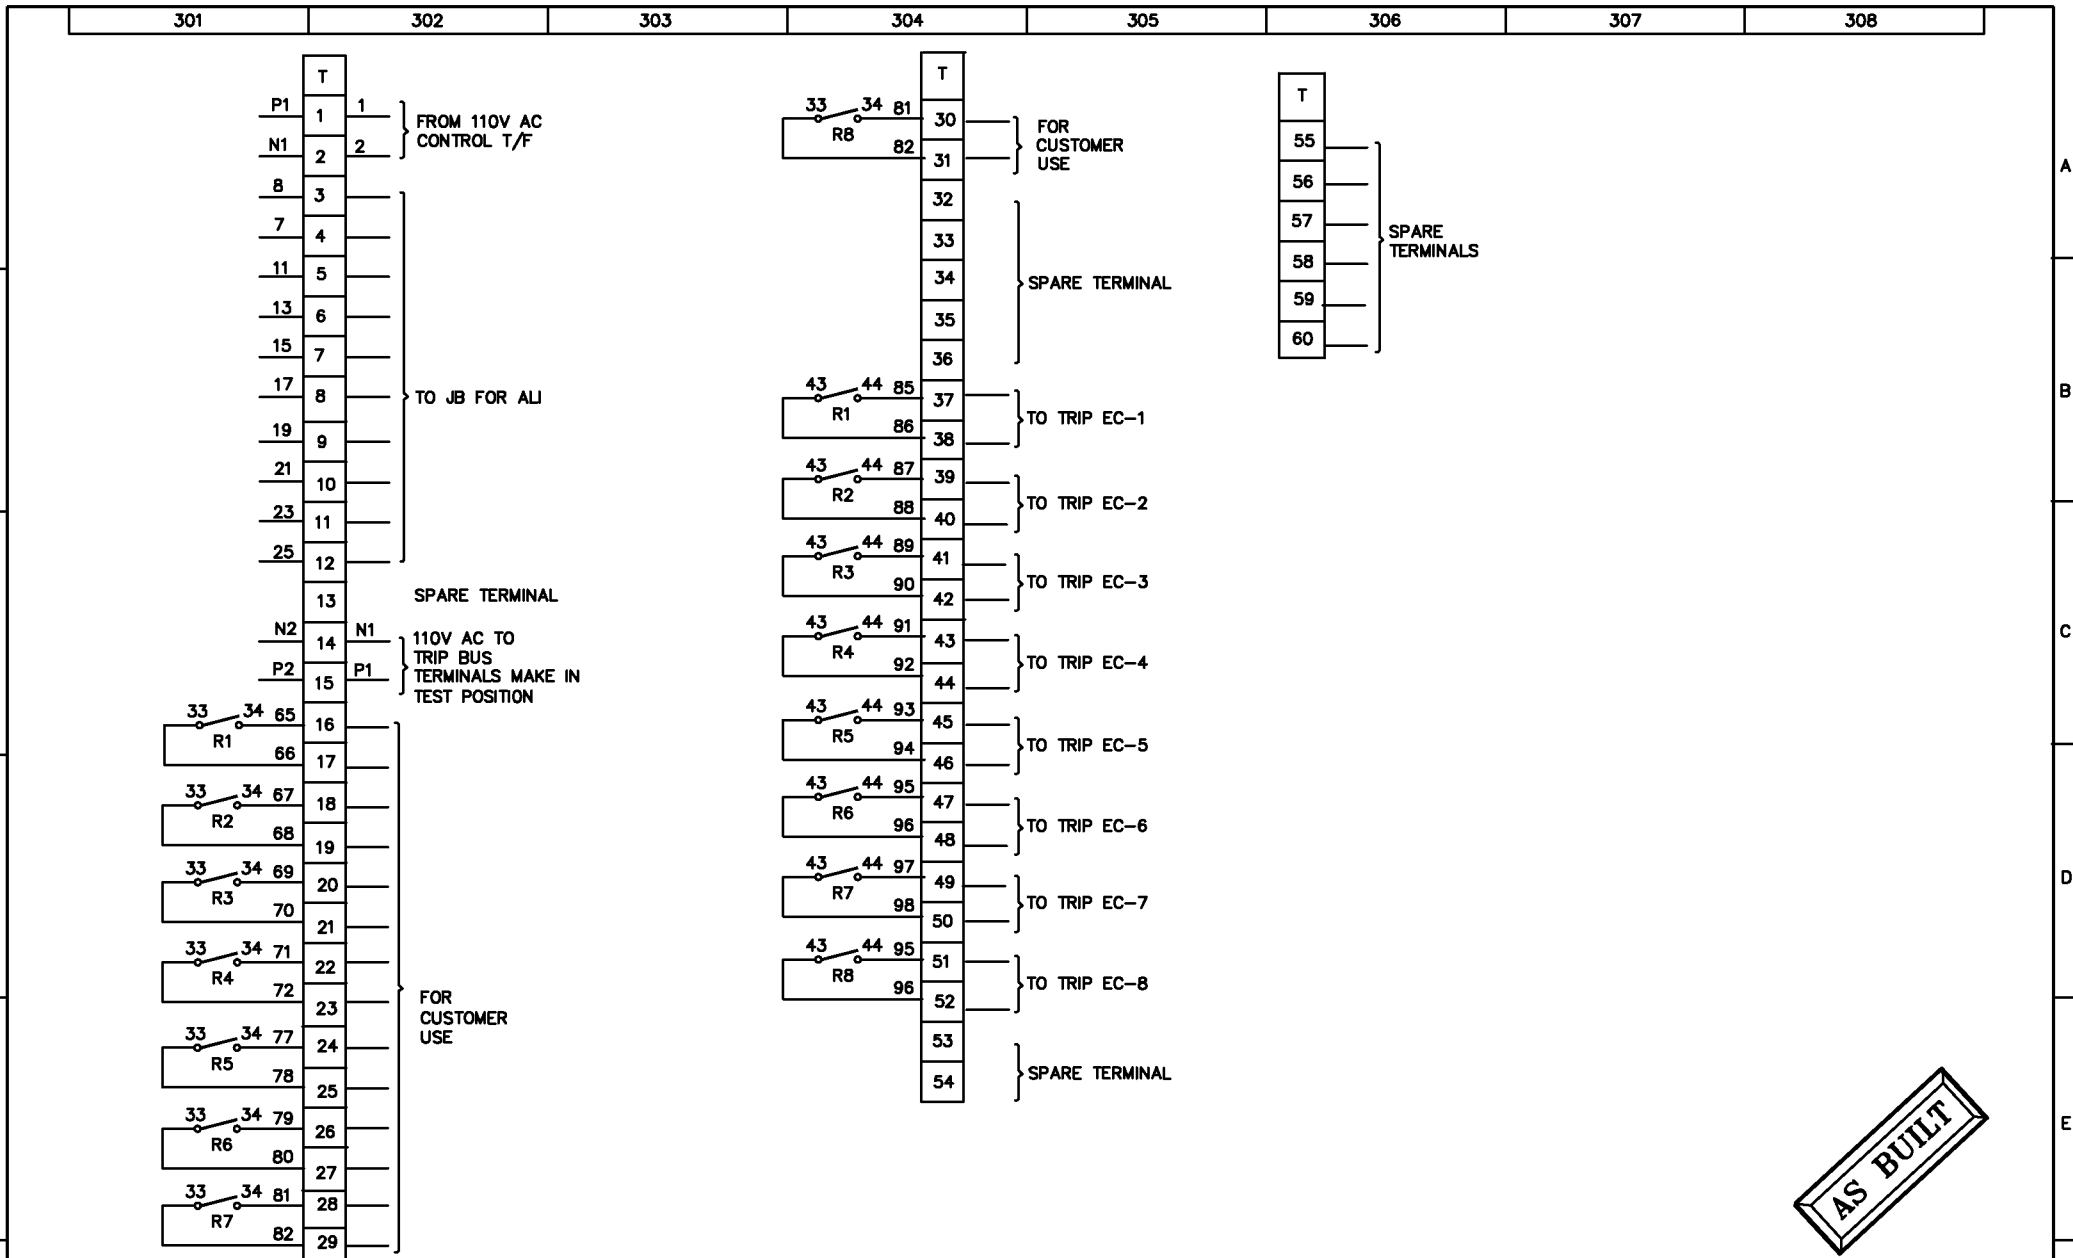 301 302 303 304 305 306 307 308
T
P1 1 1
N1 2 2
FROM 110V AC
CONTROL T/F
8 3
7 4
11 5
13 6
15 7
17 8
19 9
21 10
23 11
25 12
TO JB FOR ALI
13 SPARE TERMINAL
N2 14 N1
P2 15 P1
110V AC TO
TRIP BUS
TERMINALS MAKE IN
TEST POSITION
33 34 65 16
R1
66 17
33 34 67 18
R2
68 19
33 34 69 20
R3
70 21
33 34 71 22
R4
72 23
33 34 77 24
R5
78 25
33 34 79 26
R6
80 27
33 34 81 28
R7
82 29
FOR
CUSTOMER
USE
T
33 34 81 30
R8
82 31
FOR
CUSTOMER
USE
32
33
34
35
36
SPARE TERMINAL
43 44 85 37
R1
86 38
TO TRIP EC-1
43 44 87 39
R2
88 40
TO TRIP EC-2
43 44 89 41
R3
90 42
TO TRIP EC-3
43 44 91 43
R4
92 44
TO TRIP EC-4
43 44 93 45
R5
94 46
TO TRIP EC-5
43 44 95 47
R6
96 48
TO TRIP EC-6
43 44 97 49
R7
98 50
TO TRIP EC-7
43 44 95 51
R8
96 52
TO TRIP EC-8
53
54
SPARE TERMINAL
T
55
56
57
58
59
60
SPARE
TERMINALS
A
B
C
D
E
AS BUILT